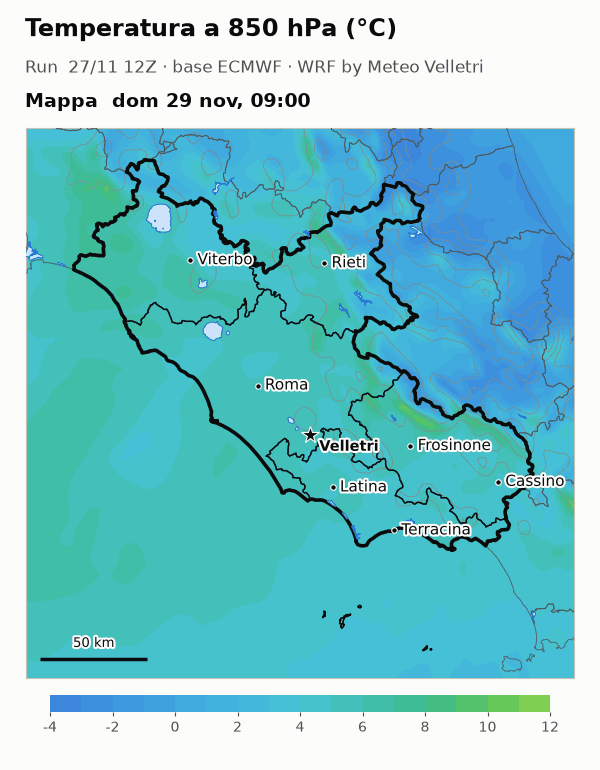 Temperatura a 850 hPa (°C)
Run  27/11 12Z · base ECMWF · WRF by Meteo Velletri
Mappa  dom 29 nov, 09:00
Viterbo
Rieti
Roma
Velletri
Frosinone
Cassino
Latina
Terracina
50 km
-4 -2 0 2 4 6 8 10 12